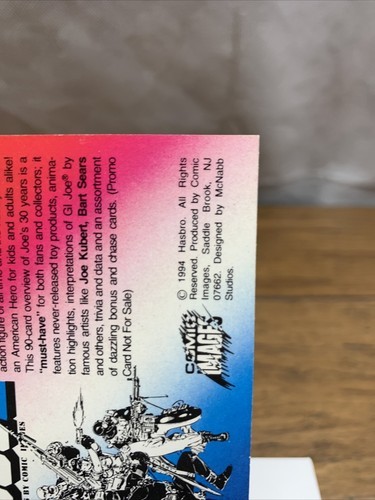 an American Hero for kids and adults alike!
This 90-card overview of Joe's 30 years is a
"must-have" for both fans and collectors; it
features never-released toy products, anima-
tion highlights, interpretations of GI Joe® by
famous artists like Joe Kubert, Bart Sears
and others, trivia and data and an assortment
of dazzling bonus and chase cards. (Promo
Card Not For Sale)
BY COMIC IMAGES
COMIC
IMAGES
© 1994 Hasbro. All Rights
Reserved. Produced by Comic
Images, Saddle Brook, NJ
07662. Designed by McNabb
Studios.